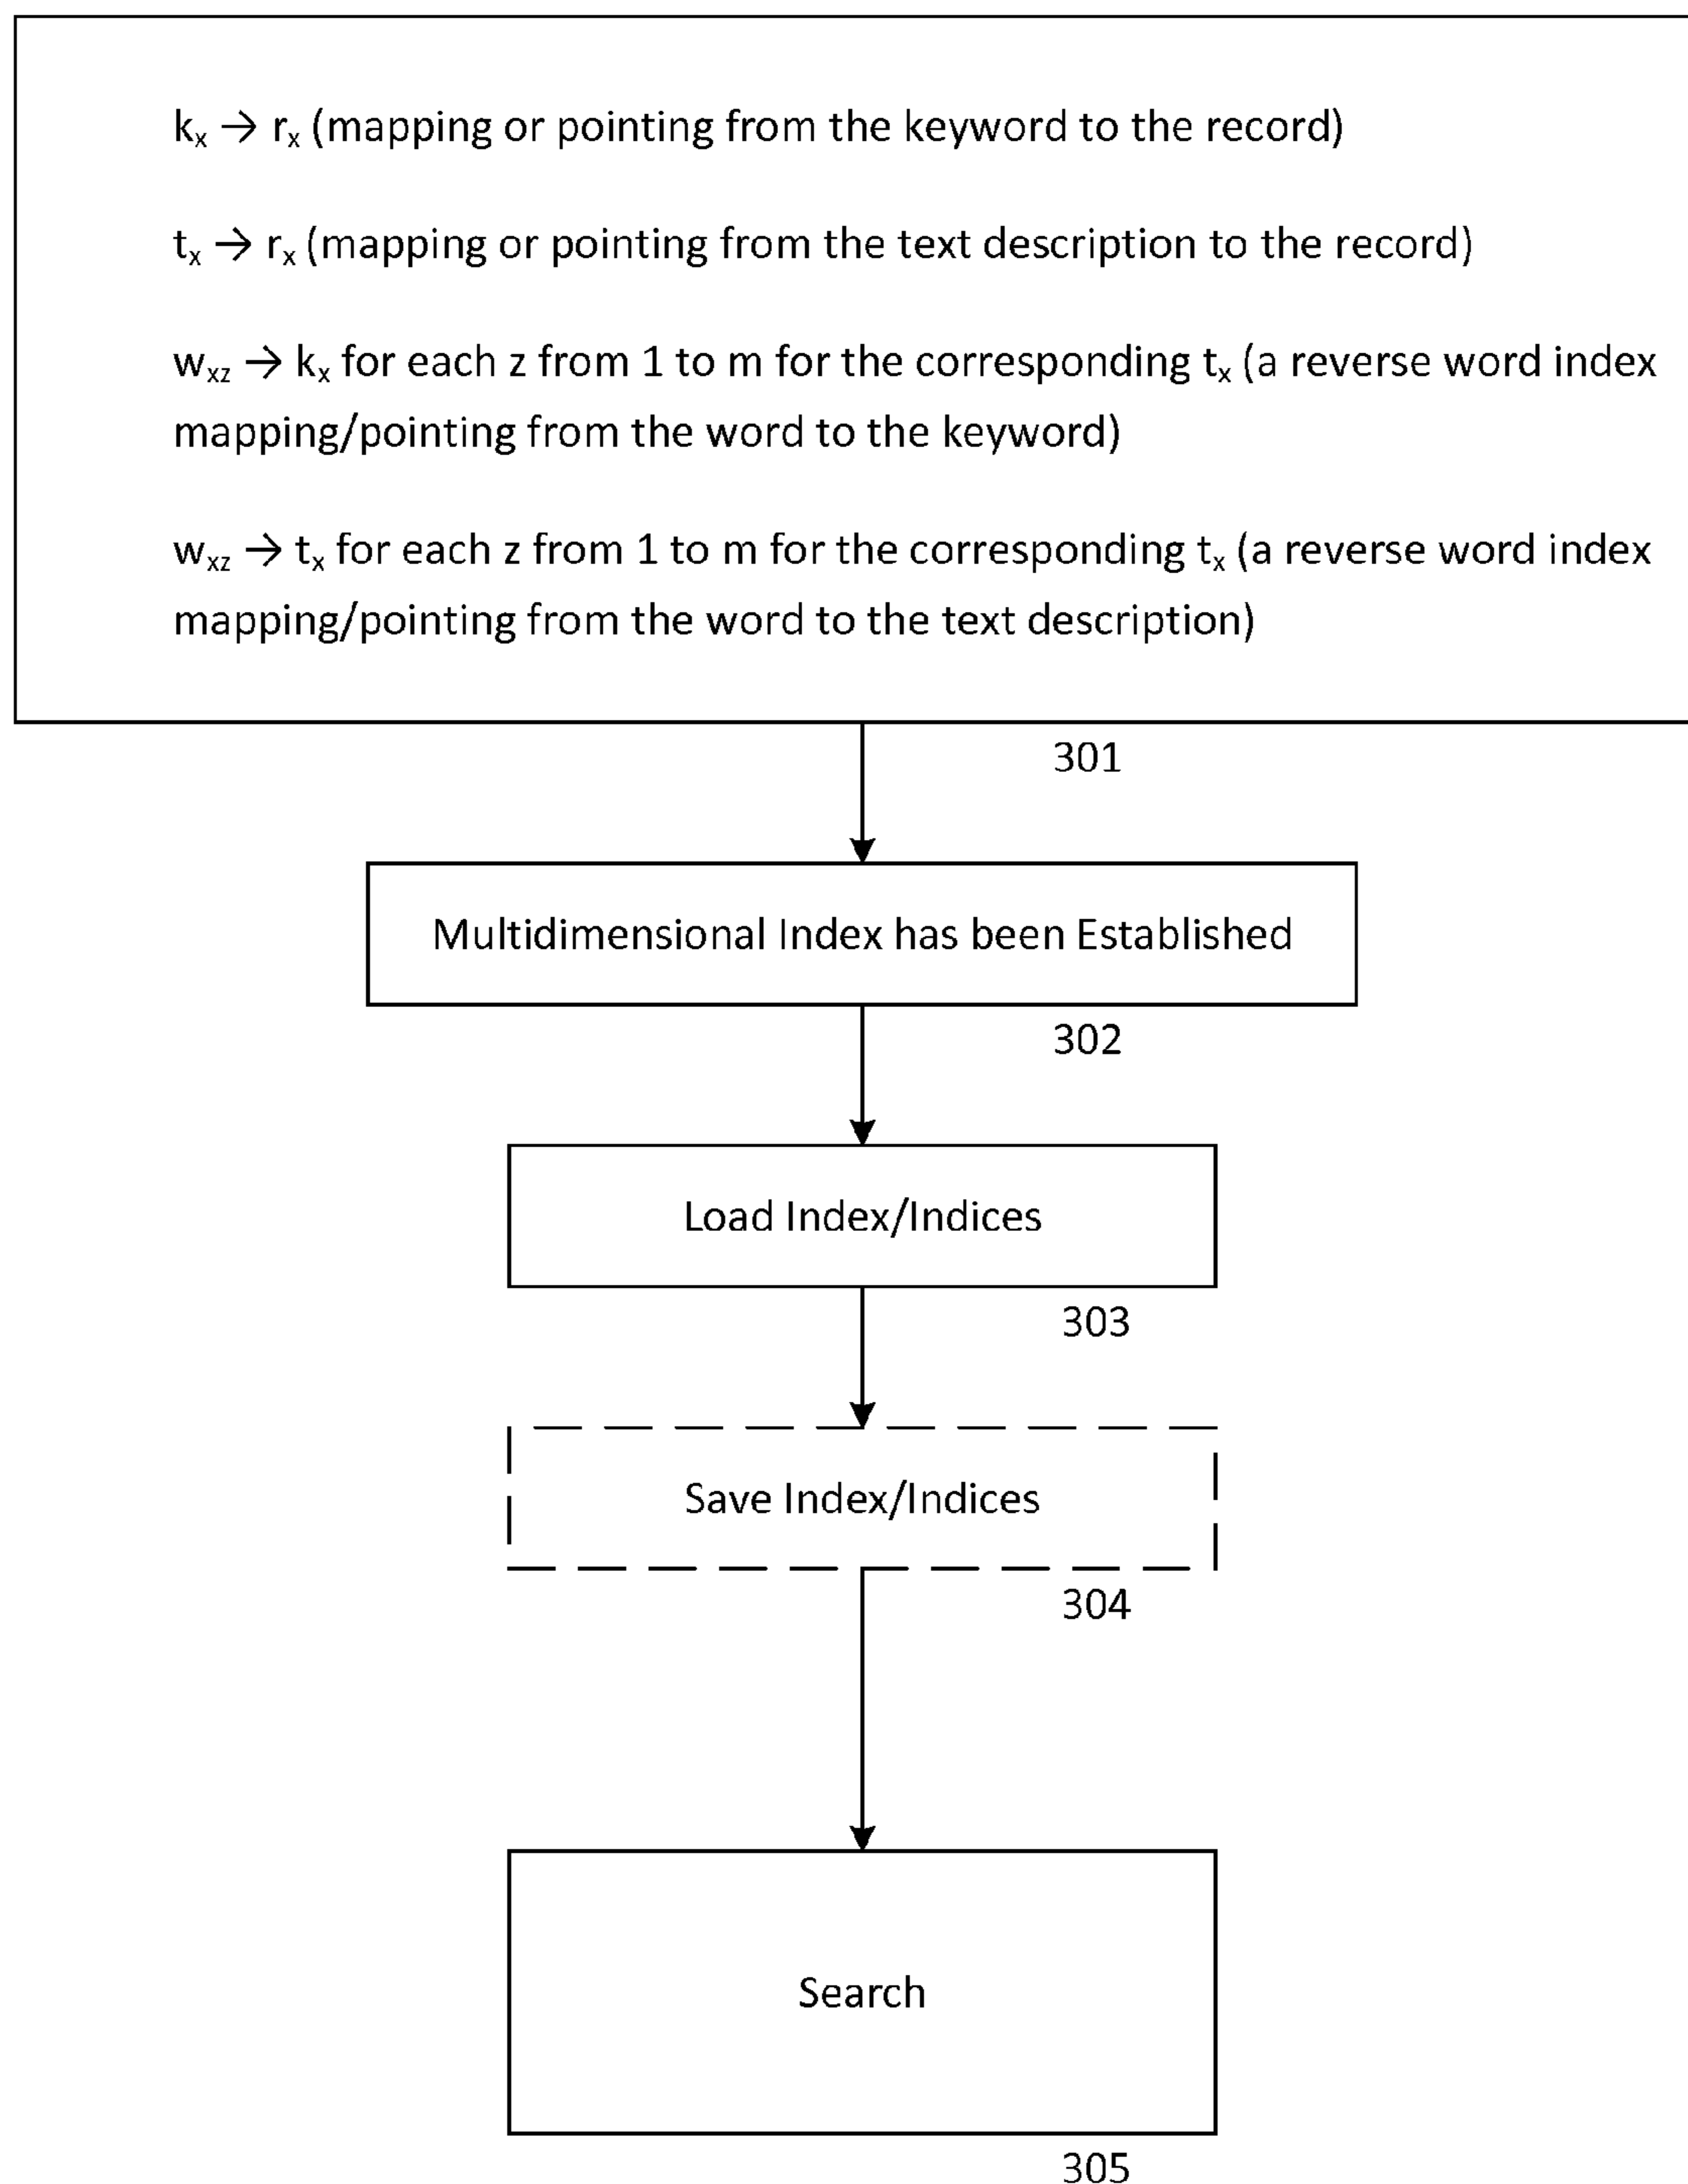 kₓ → rₓ (mapping or pointing from the keyword to the record)
tₓ → rₓ (mapping or pointing from the text description to the record)
w_xz → kₓ for each z from 1 to m for the corresponding tₓ (a reverse word index
mapping/pointing from the word to the keyword)
w_xz → tₓ for each z from 1 to m for the corresponding tₓ (a reverse word index
mapping/pointing from the word to the text description)
301
Multidimensional Index has been Established
302
Load Index/Indices
303
Save Index/Indices
304
Search
305